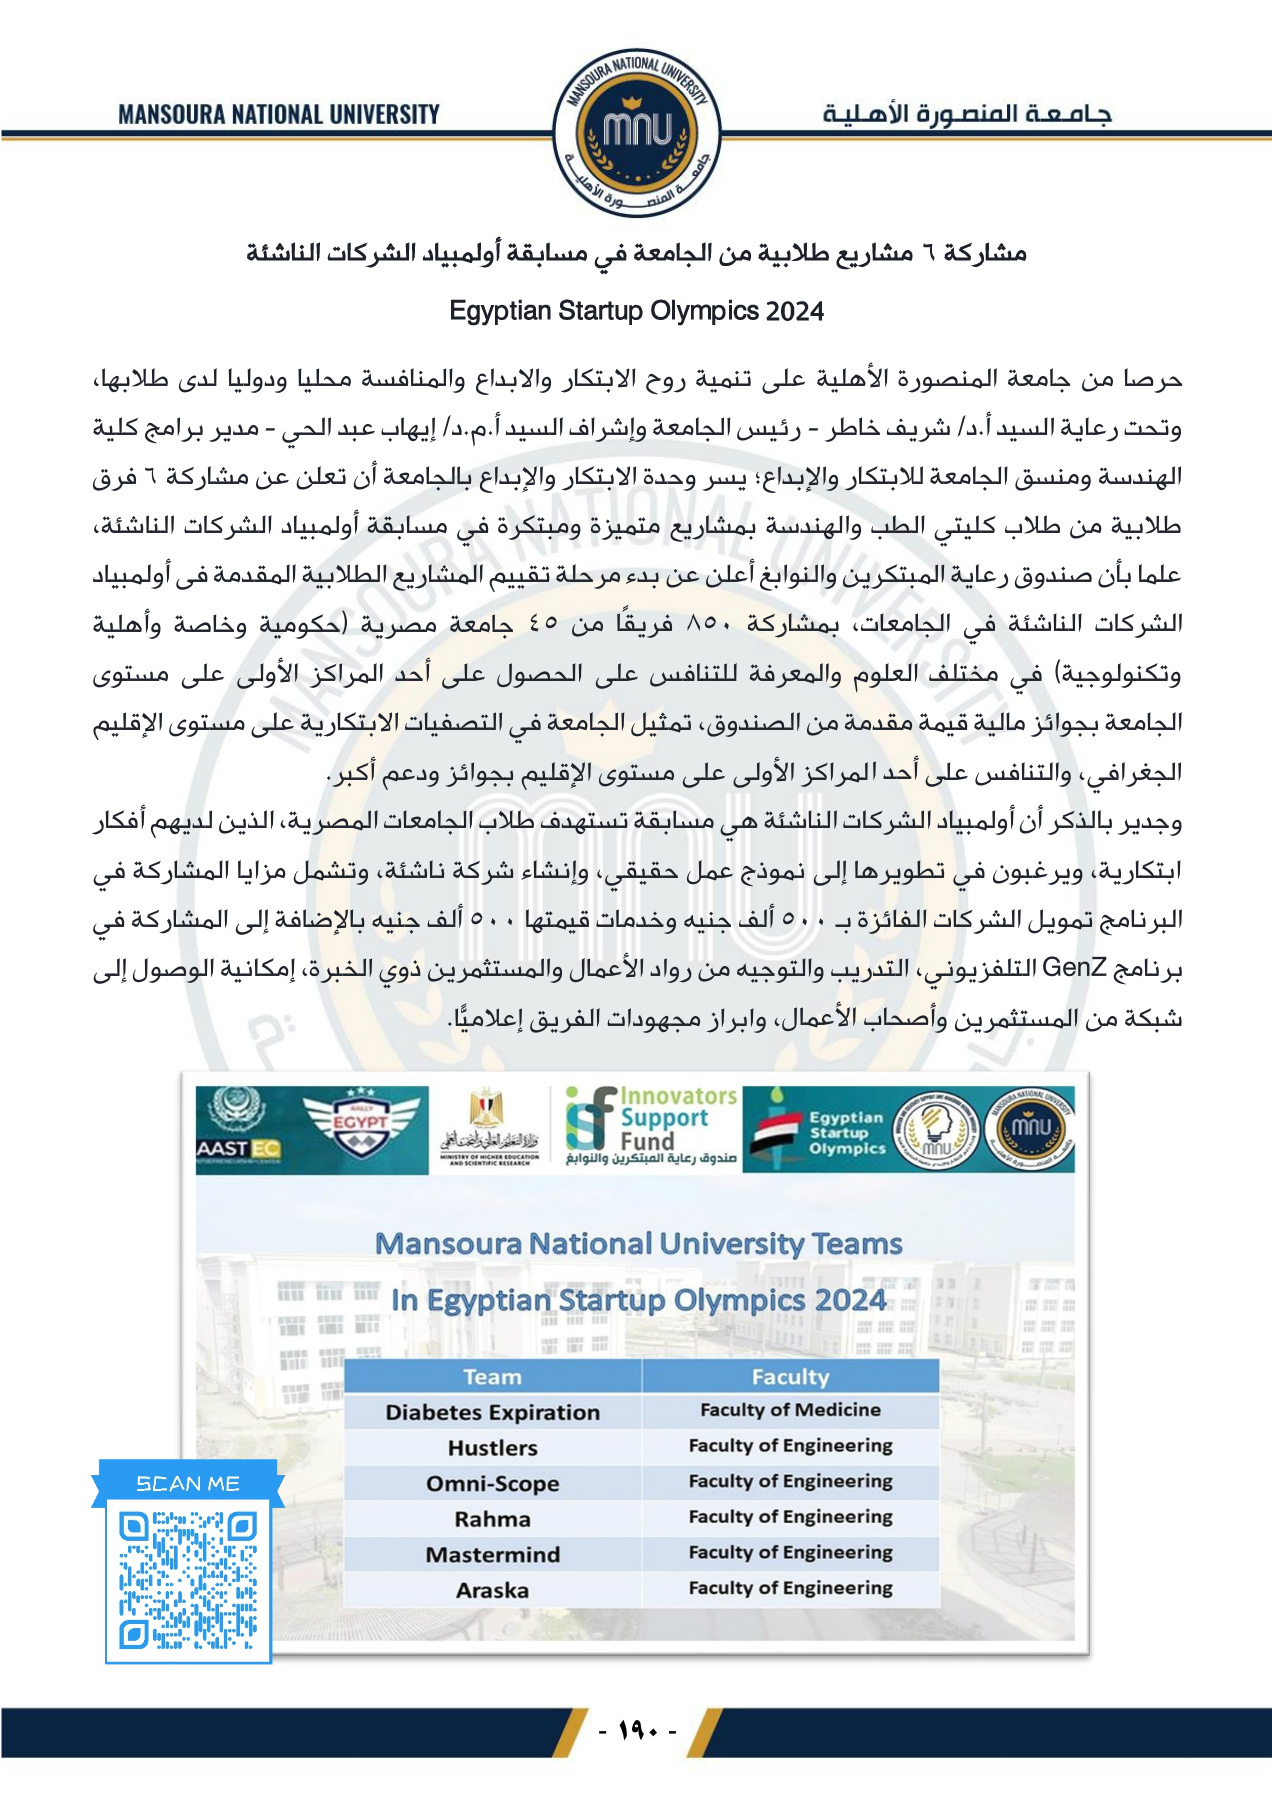 MANSOURA NATIONAL UNIVERSITY
جامعة المنصورة الأهلية
MANSOURA NATIONAL UNIVERSITY
mnu
جامعة المنصورة الأهلية
مشاركة ٦ مشاريع طلابية من الجامعة في مسابقة أولمبياد الشركات الناشئة
Egyptian Startup Olympics 2024
حرصا من جامعة المنصورة الأهلية على تنمية روح الابتكار والابداع والمنافسة محليا ودوليا لدى طلابها،
وتحت رعاية السيد أ.د/ شريف خاطر - رئيس الجامعة وإشراف السيد أ.م.د/ إيهاب عبد الحي - مدير برامج كلية
الهندسة ومنسق الجامعة للابتكار والإبداع؛ يسر وحدة الابتكار والإبداع بالجامعة أن تعلن عن مشاركة ٦ فرق
طلابية من طلاب كليتي الطب والهندسة بمشاريع متميزة ومبتكرة في مسابقة أولمبياد الشركات الناشئة،
علما بأن صندوق رعاية المبتكرين والنوابغ أعلن عن بدء مرحلة تقييم المشاريع الطلابية المقدمة فى أولمبياد
الشركات الناشئة في الجامعات، بمشاركة ٨٥٠ فريقًا من ٤٥ جامعة مصرية (حكومية وخاصة وأهلية
وتكنولوجية) في مختلف العلوم والمعرفة للتنافس على الحصول على أحد المراكز الأولى على مستوى
الجامعة بجوائز مالية قيمة مقدمة من الصندوق، تمثيل الجامعة في التصفيات الابتكارية على مستوى الإقليم
الجغرافي، والتنافس على أحد المراكز الأولى على مستوى الإقليم بجوائز ودعم أكبر.
وجدير بالذكر أن أولمبياد الشركات الناشئة هي مسابقة تستهدف طلاب الجامعات المصرية، الذين لديهم أفكار
ابتكارية، ويرغبون في تطويرها إلى نموذج عمل حقيقي، وإنشاء شركة ناشئة، وتشمل مزايا المشاركة في
البرنامج تمويل الشركات الفائزة بـ ٥٠٠ ألف جنيه وخدمات قيمتها ٥٠٠ ألف جنيه بالإضافة إلى المشاركة في
برنامج GenZ التلفزيوني، التدريب والتوجيه من رواد الأعمال والمستثمرين ذوي الخبرة، إمكانية الوصول إلى
شبكة من المستثمرين وأصحاب الأعمال، وابراز مجهودات الفريق إعلاميًّا.
AAST EC
RALLY
EGYPT
وزارة التعليم العالي والبحث العلمي
MINISTRY OF HIGHER EDUCATION
AND SCIENTIFIC RESEARCH
isf Innovators
Support
Fund
صندوق رعاية المبتكرين والنوابغ
Egyptian
Startup
Olympics
mnu
mnu
Mansoura National University Teams
In Egyptian Startup Olympics 2024
Team Faculty
Diabetes Expiration Faculty of Medicine
Hustlers Faculty of Engineering
Omni-Scope Faculty of Engineering
Rahma Faculty of Engineering
Mastermind Faculty of Engineering
Araska Faculty of Engineering
SCAN ME
- ١٩٠ -